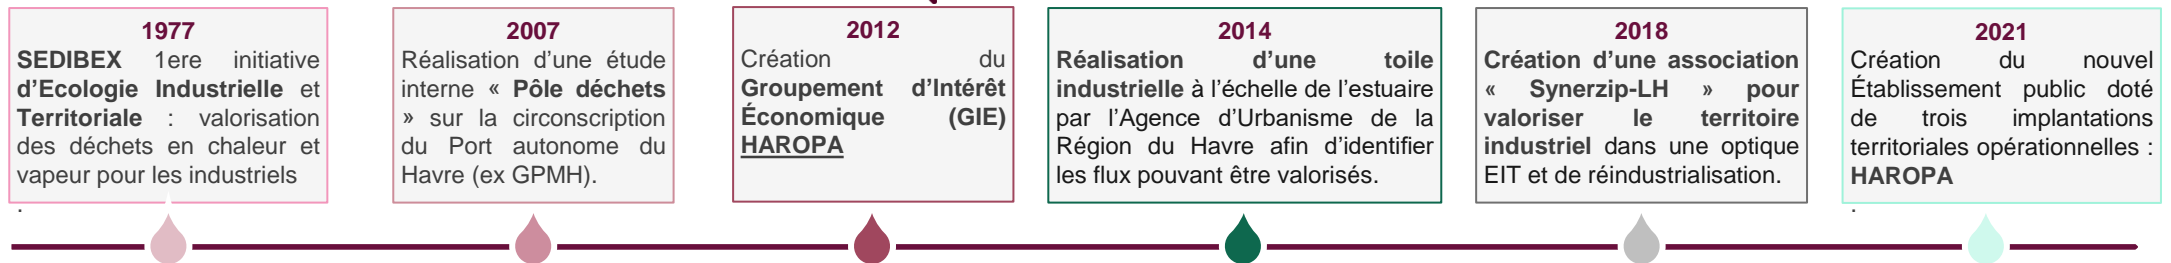 1977
SEDIBEX 1ere initiative
d’Ecologie Industrielle et
Territoriale : valorisation
des déchets en chaleur et
vapeur pour les industriels
.
2007
Réalisation d’une étude
interne « Pôle déchets
» sur la circonscription
du Port autonome du
Havre (ex GPMH).
2012
Création du
Groupement d’Intérêt
Économique (GIE)
HAROPA
2014
Réalisation d’une toile
industrielle à l’échelle de l’estuaire
par l’Agence d’Urbanisme de la
Région du Havre afin d’identifier
les flux pouvant être valorisés.
2018
Création d’une association
« Synerzip-LH » pour
valoriser le territoire
industriel dans une optique
EIT et de réindustrialisation.
2021
Création du nouvel
Établissement public doté
de trois implantations
territoriales opérationnelles :
HAROPA
.